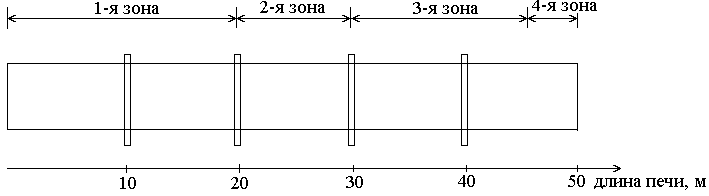 1-я зона 2-я зона 3-я зона 4-я зона
10 20 30 40 50 длина печи, м